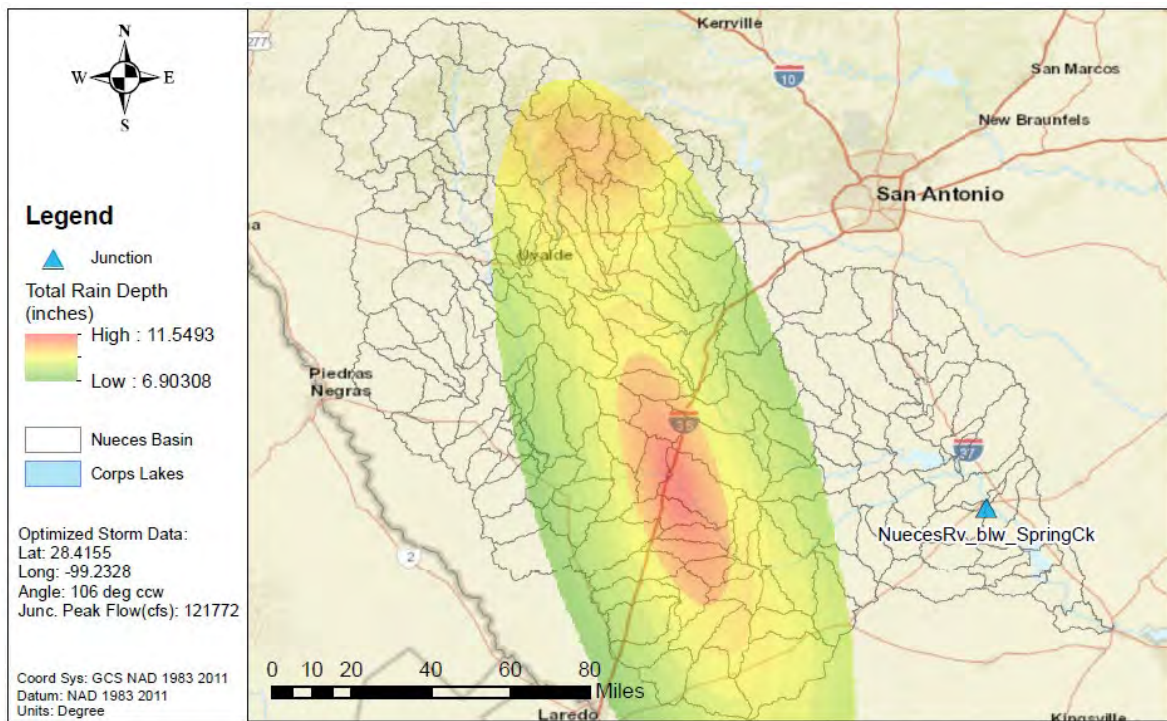 N
W
E
S
Legend
Junction
Total Rain Depth
(inches)
High : 11.5493
Low : 6.90308
Nueces Basin
Corps Lakes
Optimized Storm Data:
Lat: 28.4155
Long: -99.2328
Angle: 106 deg ccw
Junc. Peak Flow(cfs): 121772
Coord Sys: GCS NAD 1983 2011
Datum: NAD 1983 2011
Units: Degree
277
Kerrville
10
San Marcos
New Braunfels
San Antonio
Uvalde
Piedras
Negras
35
37
NuecesRv_blw_SpringCk
2
0 10 20 40 60 80
Miles
Laredo
Kingsville